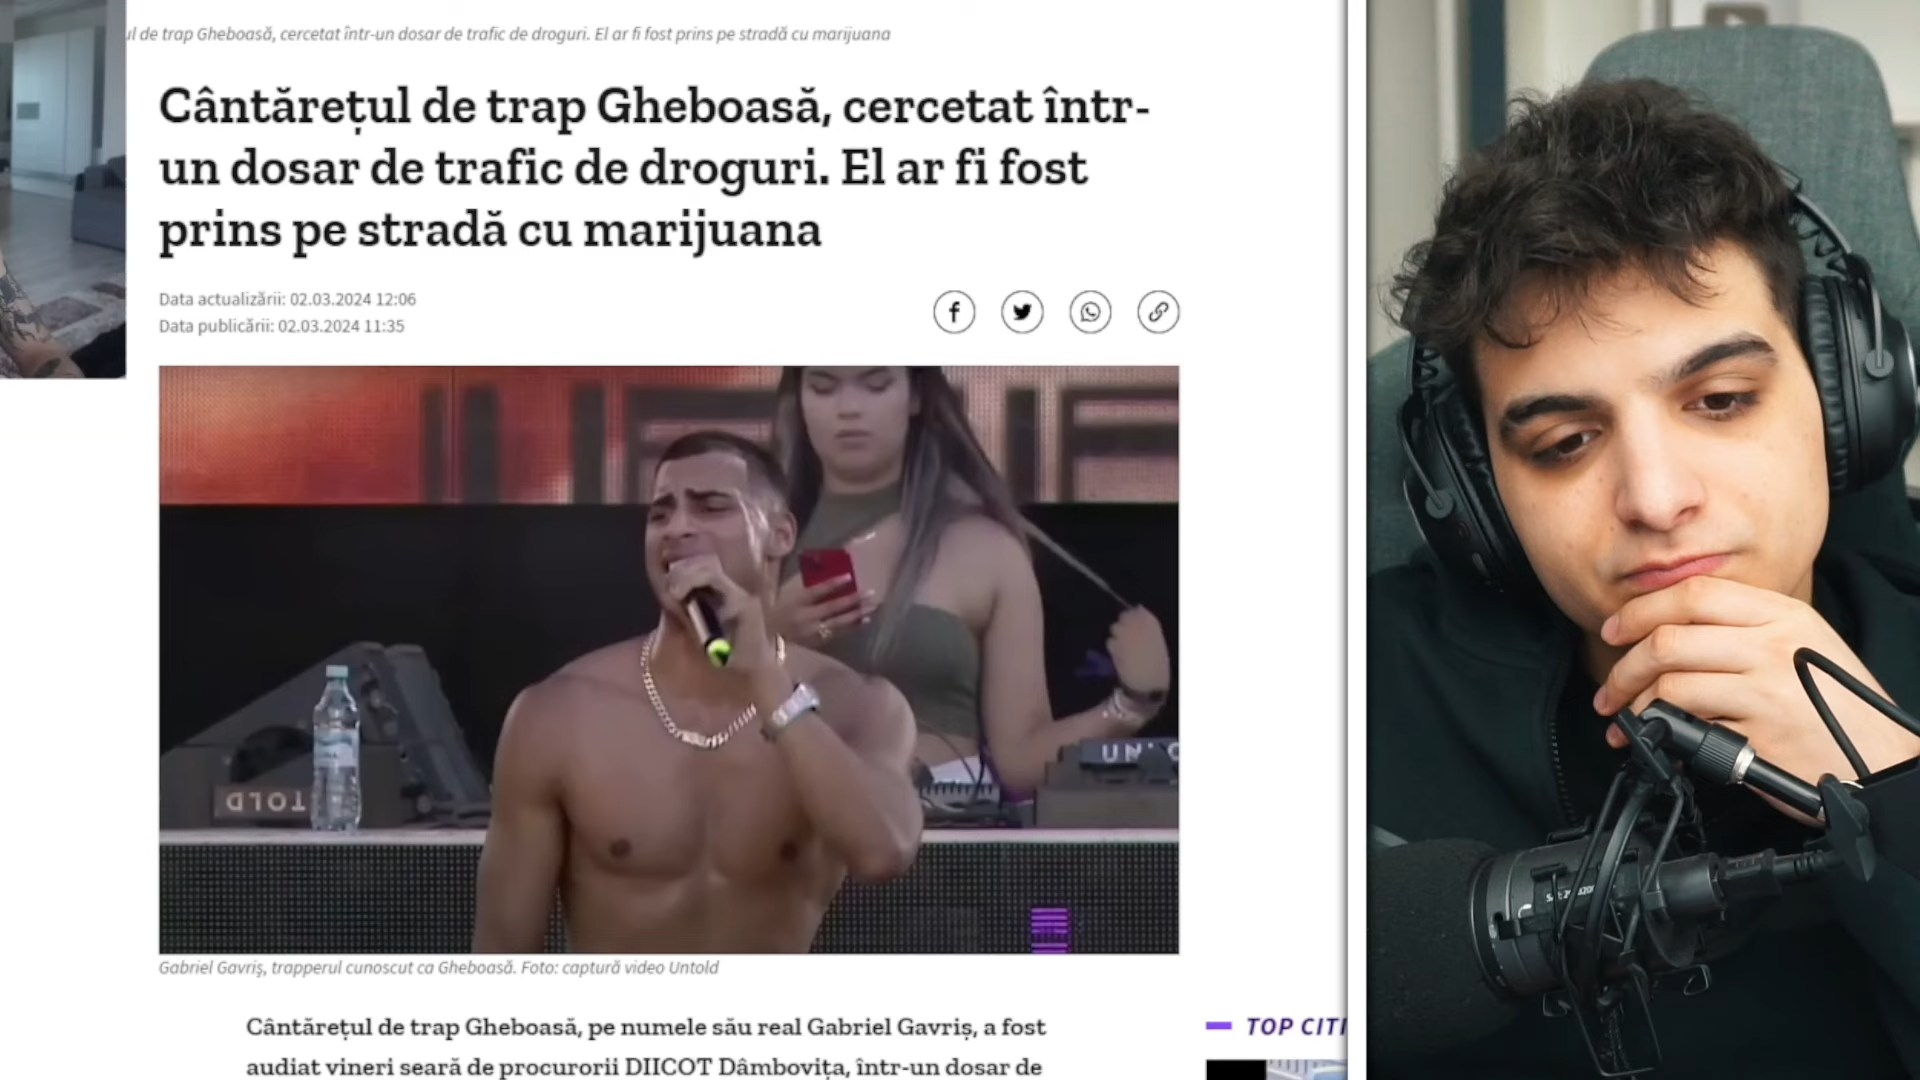 ul de trap Gheboasă, cercetat într-un dosar de trafic de droguri. El ar fi fost prins pe stradă cu marijuana
Cântărețul de trap Gheboasă, cercetat într-
un dosar de trafic de droguri. El ar fi fost
prins pe stradă cu marijuana
Data actualizării: 02.03.2024 12:06
Data publicării: 02.03.2024 11:35
TOLD
UN
Gabriel Gavriș, trapperul cunoscut ca Gheboasă. Foto: captură video Untold
Cântărețul de trap Gheboasă, pe numele său real Gabriel Gavriș, a fost
audiat vineri seară de procurorii DIICOT Dâmbovița, într-un dosar de
TOP CITI